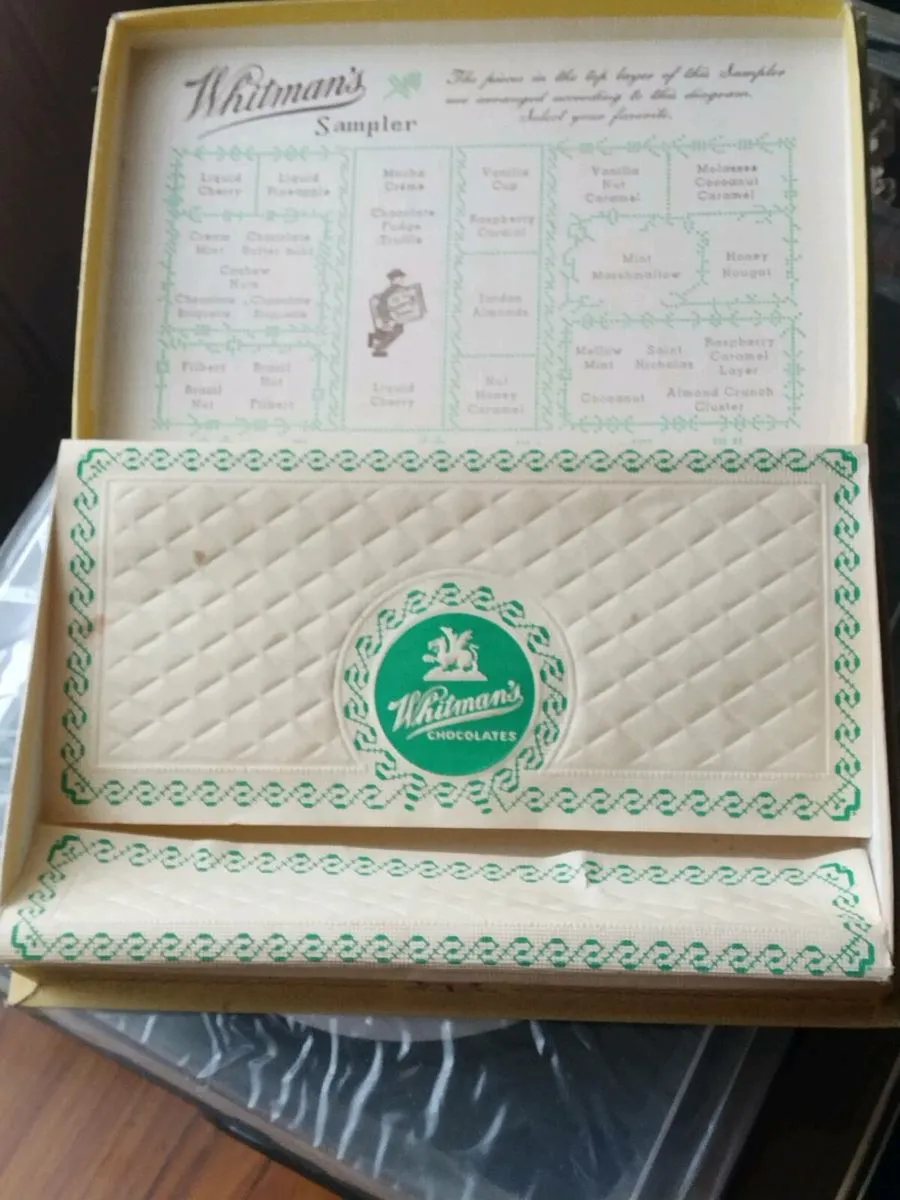 Whitman's
Sampler
The pieces in the top layer of this Sampler
are arranged according to this diagram.
Select your favorite.
Liquid
Cherry
Liquid
Pineapple
Cream
Mint
Chocolate
Butter mint
Cashew
Nuts
Chocolate
Briquette
Chocolate
Briquette
Filbert
Brazil
Nut
Brazil
Nut
Filbert
Mocha
Creme
Chocolate
Fudge
Truffle
Liquid
Cherry
Vanilla
Cup
Raspberry
Cordial
Jordan
Almonds
Nut
Honey
Caramel
Vanilla
Nut
Caramel
Molasses
Cocoanut
Caramel
Mint
Marshmallow
Honey
Nougat
Mellow
Mint
Saint
Nicholas
Raspberry
Caramel
Layer
Cocoanut
Almond Crunch
Cluster
Whitman's
CHOCOLATES